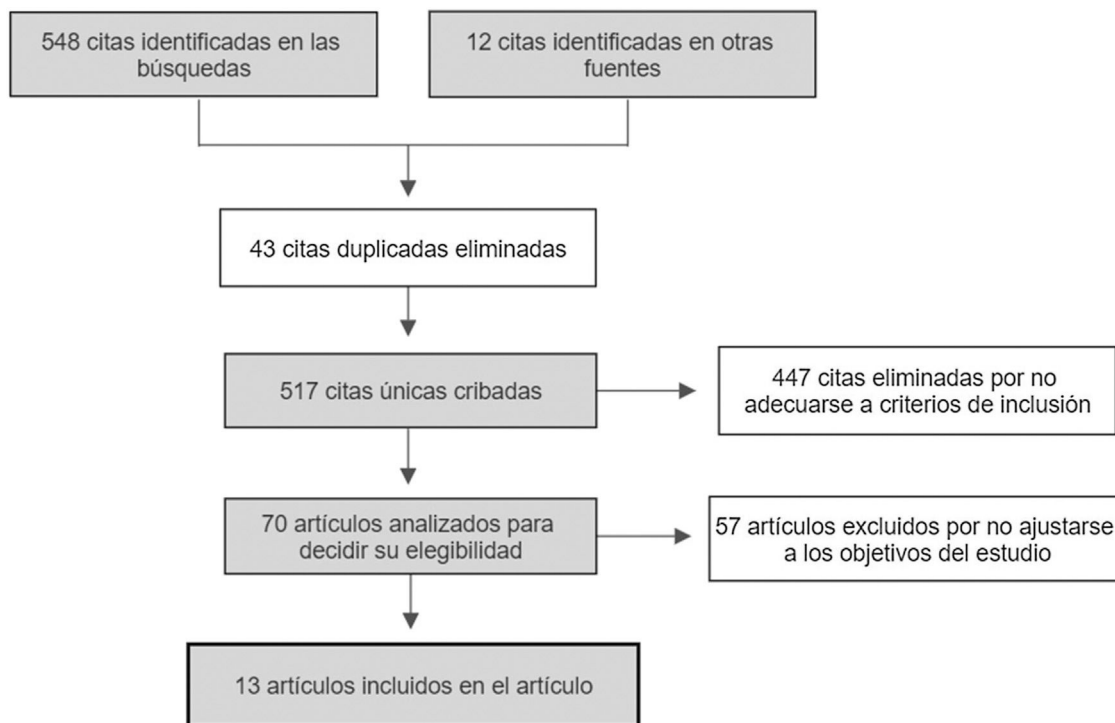 548 citas identificadas en las
búsquedas
12 citas identificadas en otras
fuentes
43 citas duplicadas eliminadas
517 citas únicas cribadas
447 citas eliminadas por no
adecuarse a criterios de inclusión
70 artículos analizados para
decidir su elegibilidad
57 artículos excluidos por no ajustarse
a los objetivos del estudio
13 artículos incluidos en el artículo